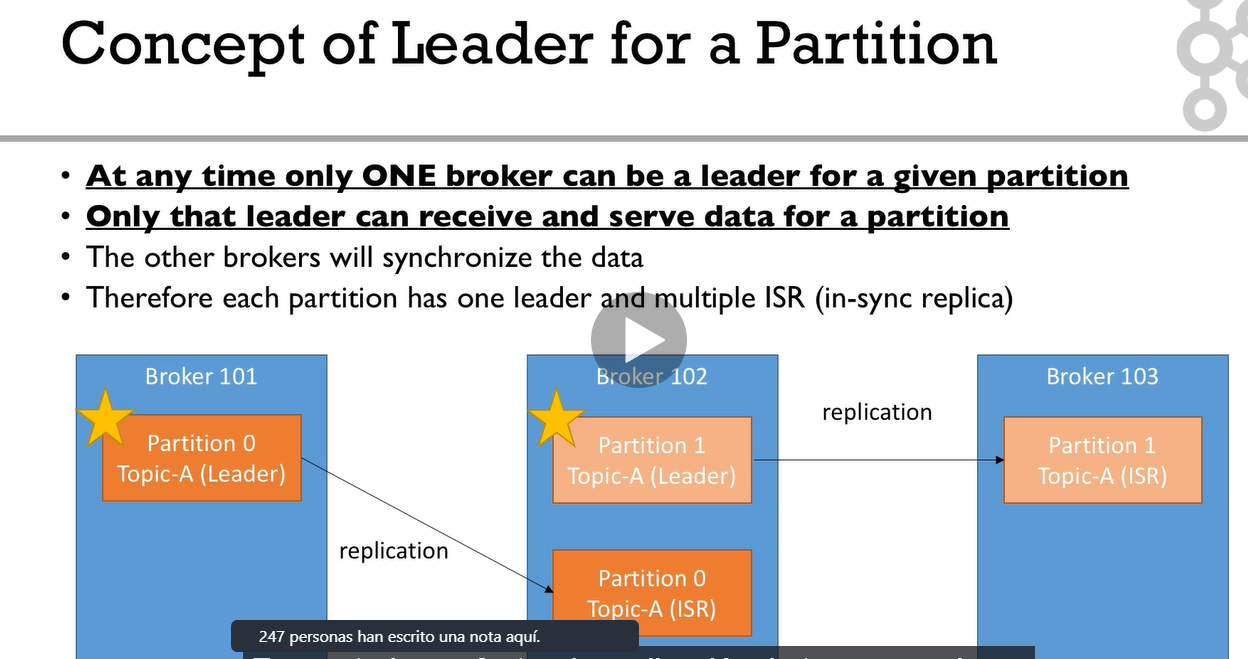 Concept of Leader for a Partition
• At any time only ONE broker can be a leader for a given partition
• Only that leader can receive and serve data for a partition
• The other brokers will synchronize the data
• Therefore each partition has one leader and multiple ISR (in-sync replica)
Broker 101
Partition 0
Topic-A (Leader)
replication
Broker 102
Partition 1
Topic-A (Leader)
Partition 0
Topic-A (ISR)
replication
Broker 103
Partition 1
Topic-A (ISR)
247 personas han escrito una nota aquí.